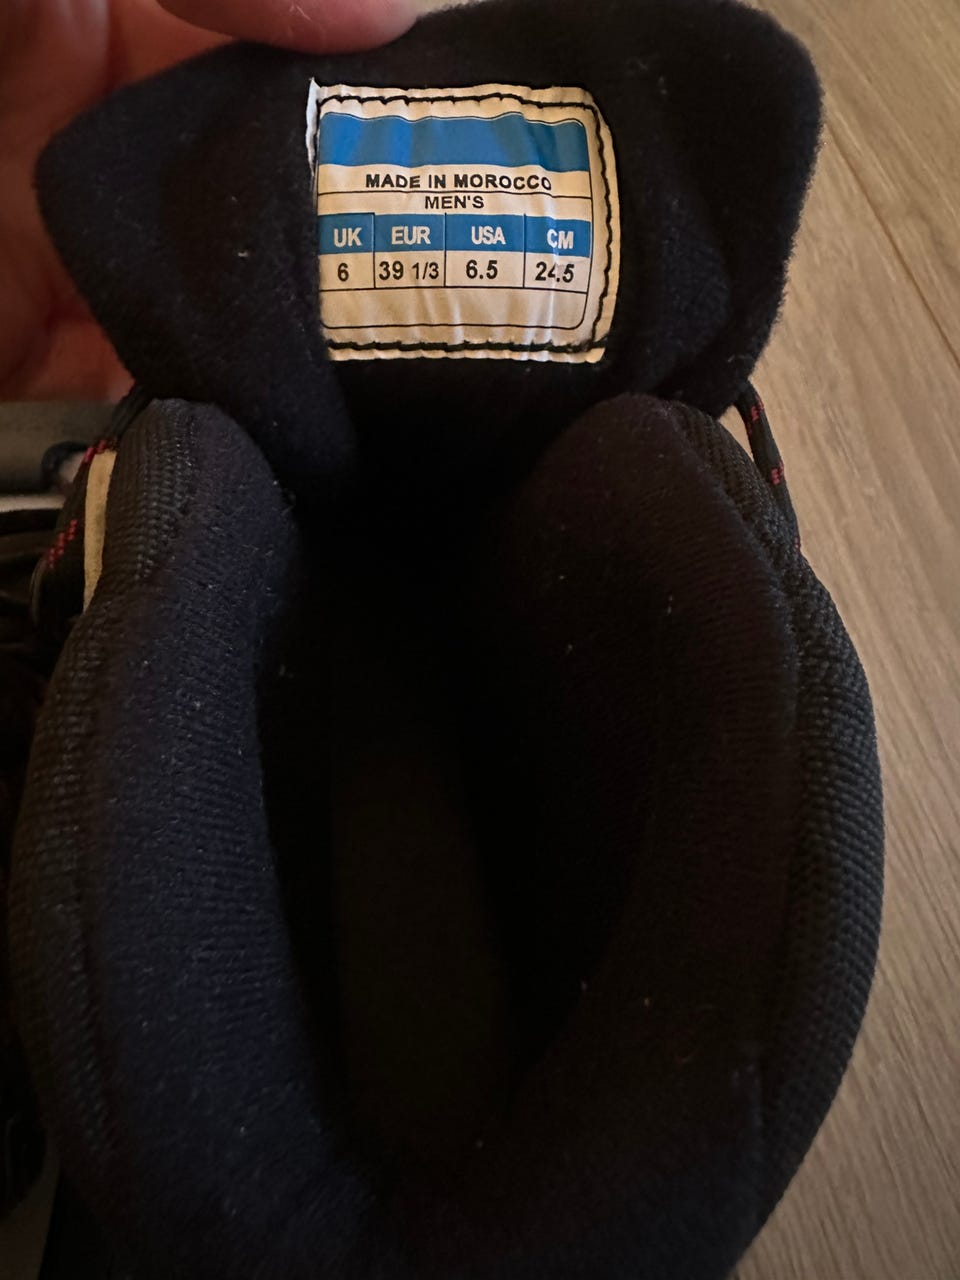 MADE IN MOROCCO
MEN'S
UK EUR USA CM
6 39 1/3 6.5 24.5